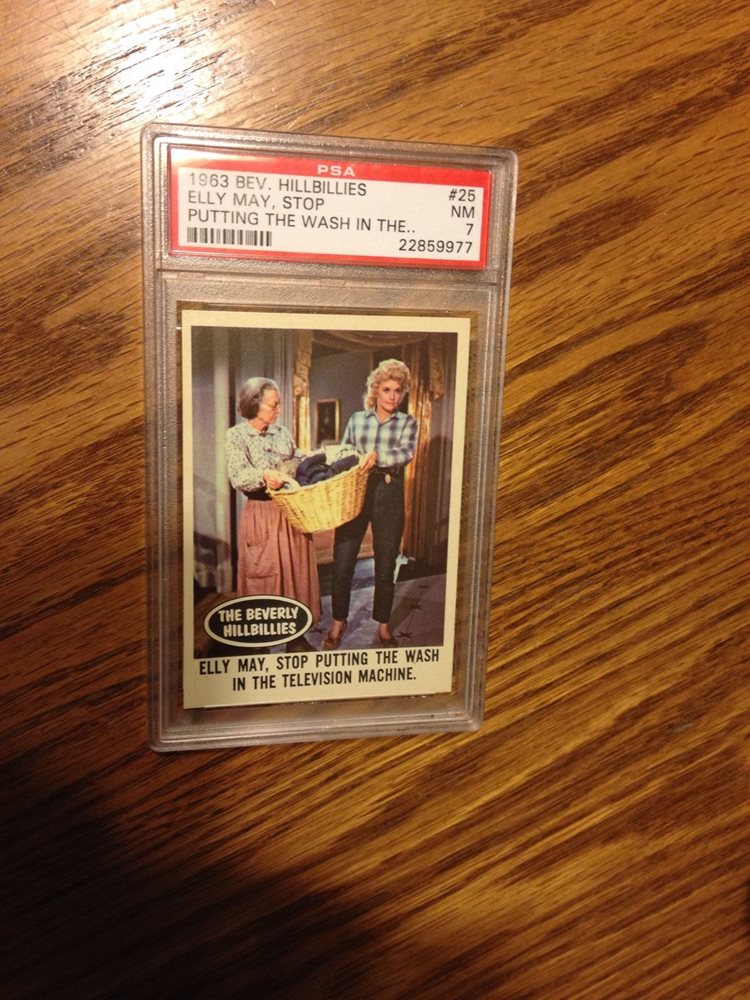 PSA
1963 BEV. HILLBILLIES #25
ELLY MAY, STOP NM
PUTTING THE WASH IN THE.. 7
22859977
THE BEVERLY
HILLBILLIES
ELLY MAY, STOP PUTTING THE WASH
IN THE TELEVISION MACHINE.